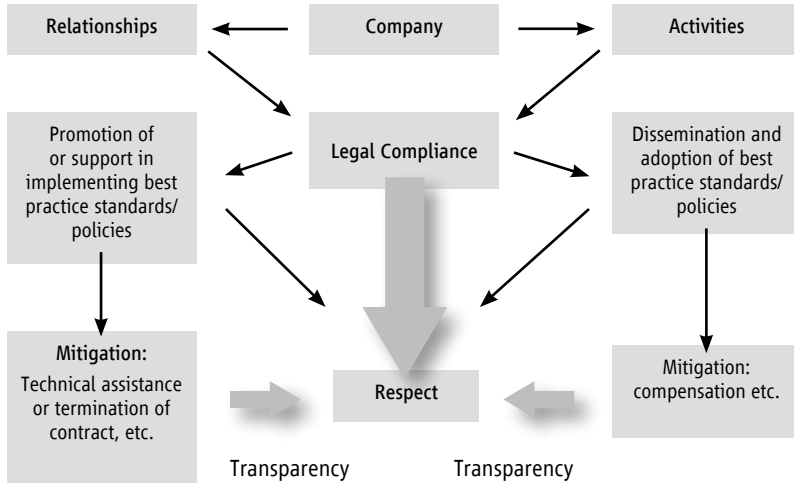 Relationships
Company
Activities
Promotion of
or support in
implementing best
practice standards/
policies
Legal Compliance
Dissemination and
adoption of best
practice standards/
policies
Mitigation:
Technical assistance
or termination of
contract, etc.
Respect
Mitigation:
compensation etc.
Transparency
Transparency